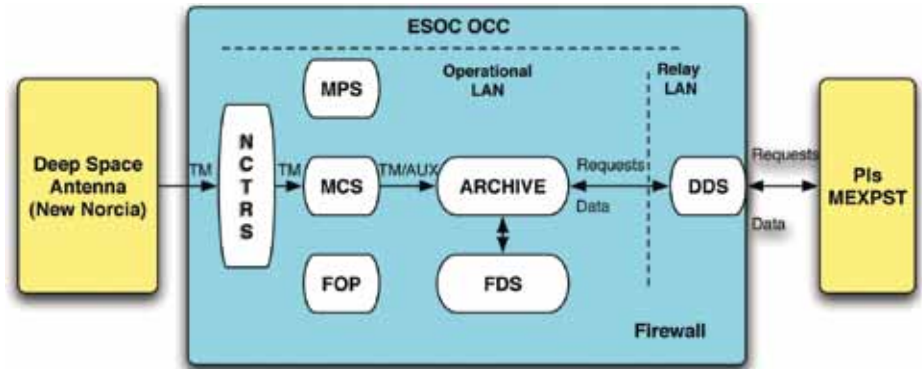 ESOC OCC
Operational
LAN
Relay
LAN
MPS
Deep Space
Antenna
(New Norcia)
TM
NCTRS
TM
MCS
TM/AUX
ARCHIVE
Requests
Data
DDS
Requests
Data
PIs
MEXPST
FOP
FDS
Firewall